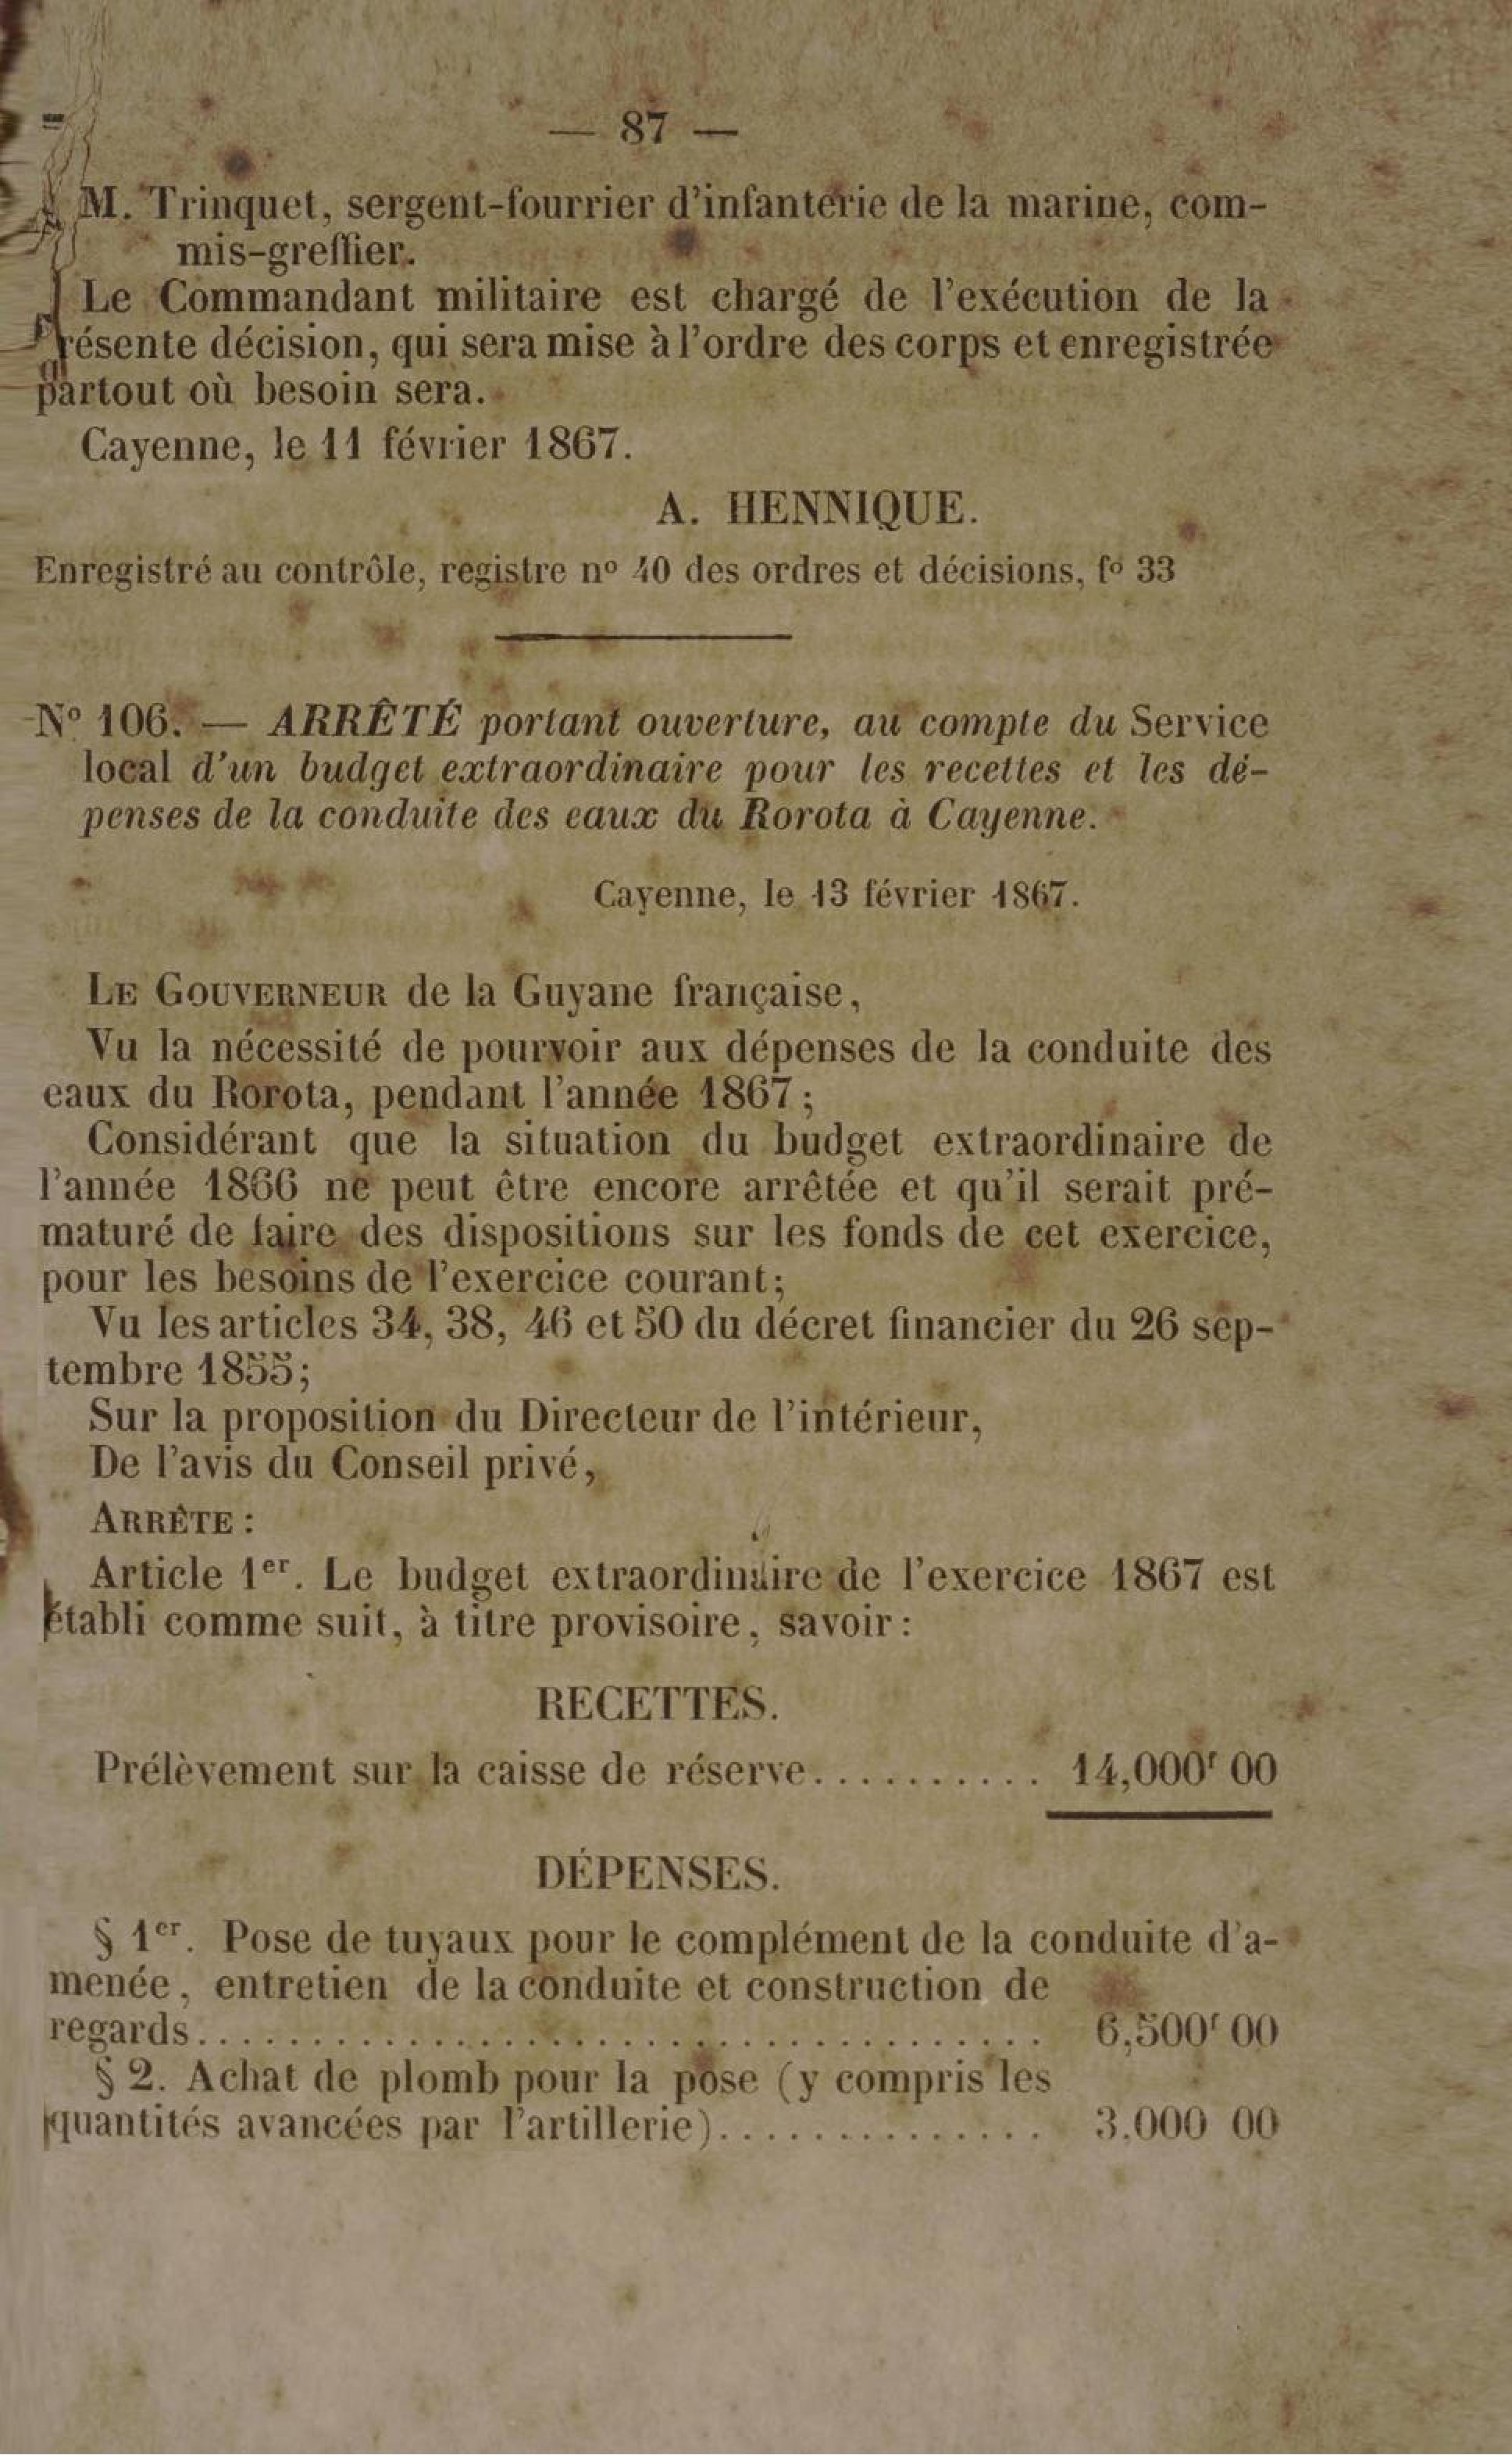 — 87 —
M. Trinquet, sergent-fourrier d'infanterie de la marine, com-
mis-greffier.
Le Commandant militaire est chargé de l'exécution de la
présente décision, qui sera mise à l'ordre des corps et enregistrée
partout où besoin sera.
Cayenne, le 11 février 1867.
A. HENNIQUE.
Enregistré au contrôle, registre nº 40 des ordres et décisions, fº 33
Nº 106. — ARRÊTÉ portant ouverture, au compte du Service
local d'un budget extraordinaire pour les recettes et les dé-
penses de la conduite des eaux du Rorota à Cayenne.
Cayenne, le 13 février 1867.
LE GOUVERNEUR de la Guyane française,
Vu la nécessité de pourvoir aux dépenses de la conduite des
eaux du Rorota, pendant l'année 1867;
Considérant que la situation du budget extraordinaire de
l'année 1866 ne peut être encore arrêtée et qu'il serait pré-
maturé de faire des dispositions sur les fonds de cet exercice,
pour les besoins de l'exercice courant;
Vu les articles 34, 38, 46 et 50 du décret financier du 26 sep-
tembre 1855;
Sur la proposition du Directeur de l'intérieur,
De l'avis du Conseil privé,
ARRÊTE :
Article 1er. Le budget extraordinaire de l'exercice 1867 est
établi comme suit, à titre provisoire, savoir :
RECETTES.
Prélèvement sur la caisse de réserve........... 14,000f 00
DÉPENSES.
§ 1er. Pose de tuyaux pour le complément de la conduite d'a-
menée, entretien de la conduite et construction de
regards..................................... 6,500f 00
§ 2. Achat de plomb pour la pose (y compris les
quantités avancées par l'artillerie).............. 3.000 00